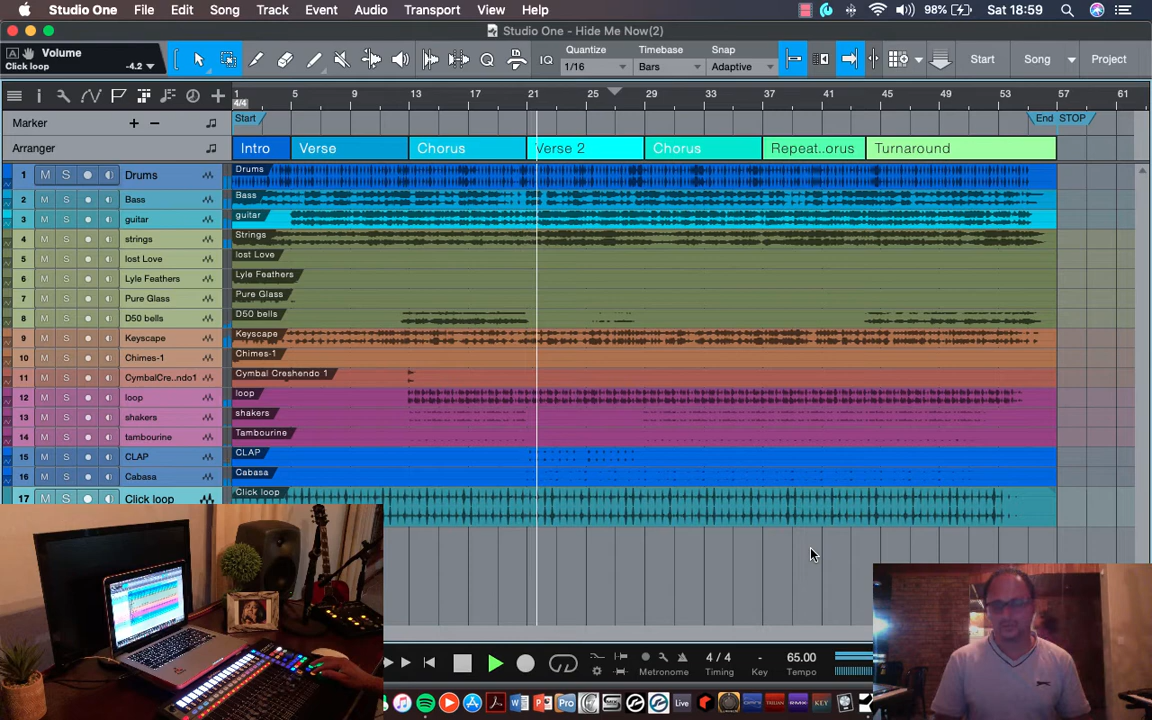 Studio One File Edit Song Track Event Audio Transport View Help 98% Sat 18:59
Studio One - Hide Me Now(2)
Volume
Click loop -4.2
IQ
Quantize
1/16
Timebase
Bars
Snap
Adaptive
Start Song Project
1 5 9 13 17 21 25 29 33 37 41 45 49 53 57 61
4/4
Marker Start End STOP
Arranger Intro Verse Chorus Verse 2 Chorus Repeat..orus Turnaround
1 M S Drums Drums
2 M S Bass Bass
3 M S guitar guitar
4 M S strings Strings
5 M S lost Love lost Love
6 M S Lyle Feathers Lyle Feathers
7 M S Pure Glass Pure Glass
8 M S D50 bells D50 bells
9 M S Keyscape Keyscape
10 M S Chimes-1 Chimes-1
11 M S CymbalCre..ndo1 Cymbal Creshendo 1
12 M S loop loop
13 M S shakers shakers
14 M S tambourine Tambourine
15 M S CLAP CLAP
16 M S Cabasa Cabasa
17 M S Click loop Click loop
Metronome
4 / 4
Timing
-
Key
65.00
Tempo
Pro
Live
KEY